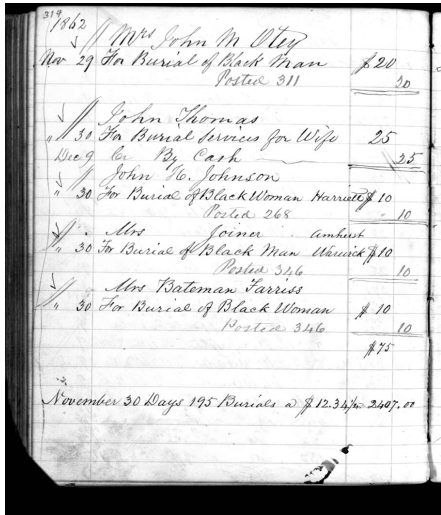 319
1862
Mrs John M Otey
Nov 29 For Burial of Black Man $20
Posted 311 20
John Thomas
" 30 For Burial Services for Wife 25
Dec 9 Cr By Cash 25
John H. Johnson
" 30 For Burial of Black Woman Harriett $10
Posted 268 10
Mrs Joiner Amherst
" 30 For Burial of Black Man Warwick $10
Posted 346 10
Mrs Bateman Farriss
" 30 For Burial of Black Woman $10
Posted 346 10
$75
November 30 Days 195 Burials a $12.34 2407.00